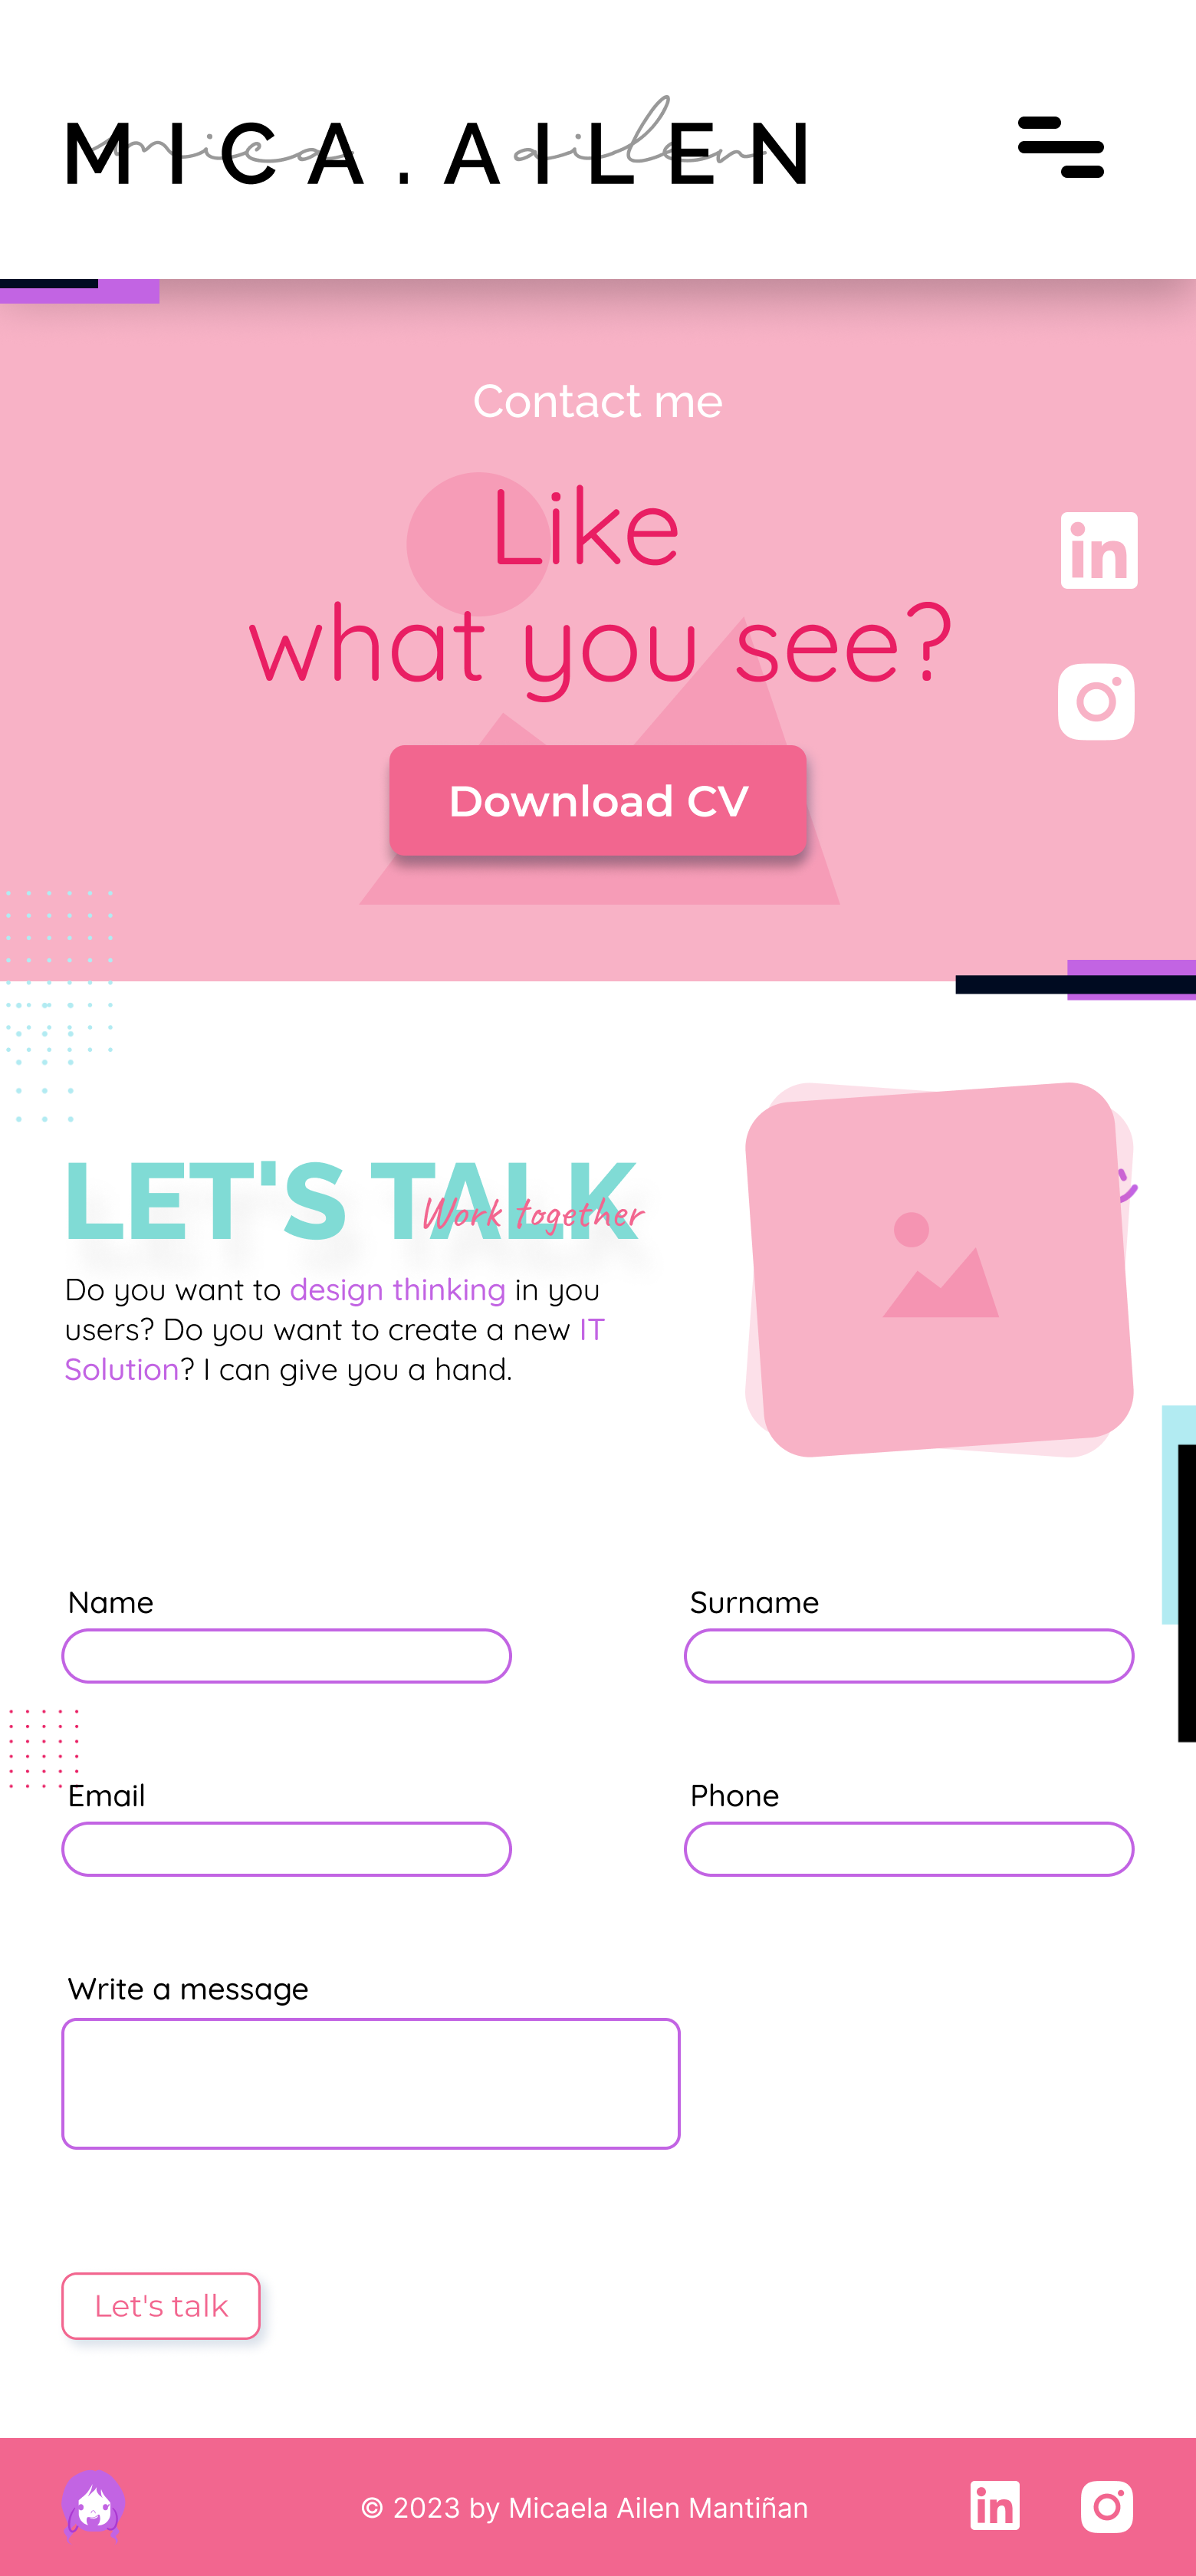 MICA.AILEN
mica ailen
Contact me
Like
what you see?
in
Download CV
LET'S TALK
Work together
Do you want to design thinking in you
users? Do you want to create a new IT
Solution? I can give you a hand.
Name
Surname
Email
Phone
Write a message
Let's talk
© 2023 by Micaela Ailen Mantiñan
in